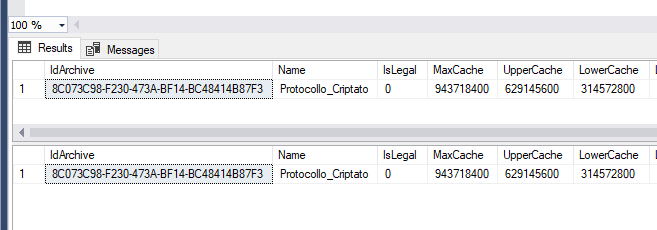 100 %
Results Messages
IdArchive Name IsLegal MaxCache UpperCache LowerCache
1 8C073C98-F230-473A-BF14-BC48414B87F3 Protocollo_Criptato 0 943718400 629145600 314572800
IdArchive Name IsLegal MaxCache UpperCache LowerCache
1 8C073C98-F230-473A-BF14-BC48414B87F3 Protocollo_Criptato 0 943718400 629145600 314572800